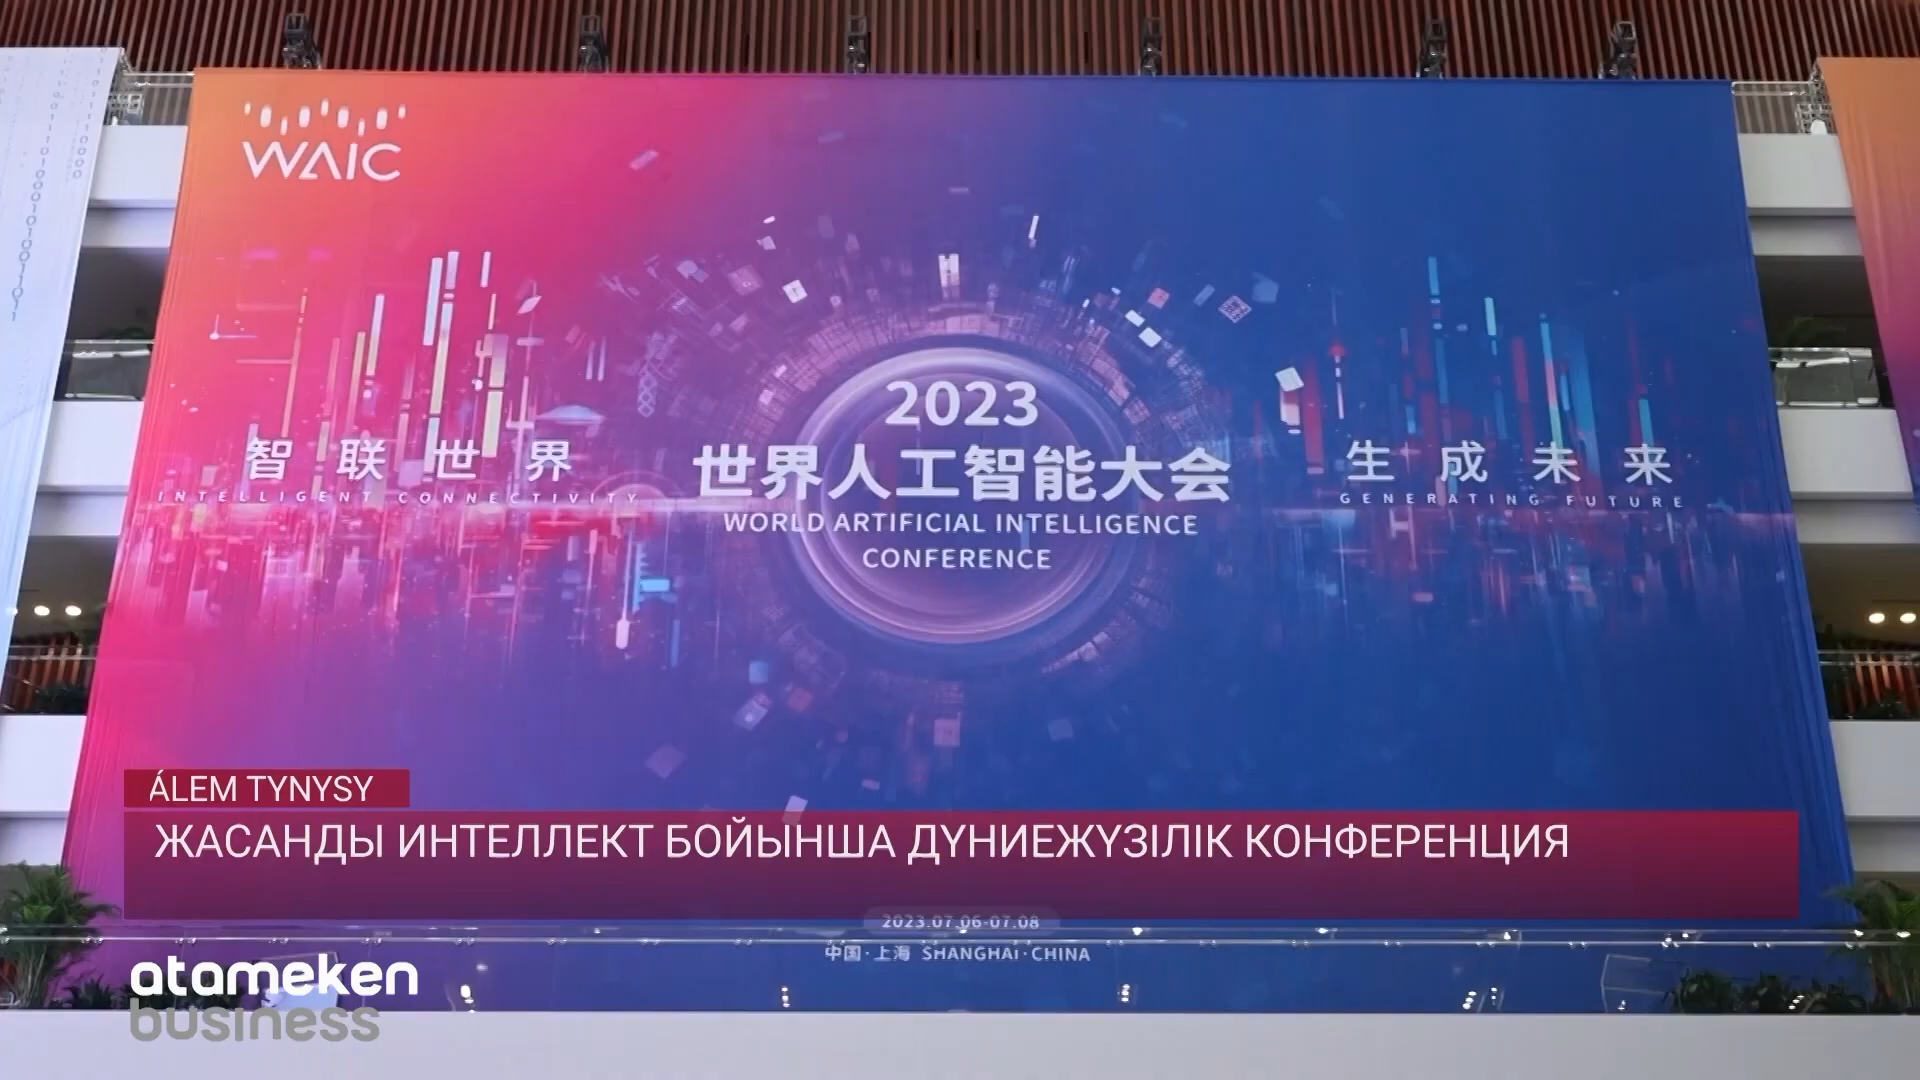 WAIC
2023
智联世界
INTELLIGENT CONNECTIVITY
世界人工智能大会
WORLD ARTIFICIAL INTELLIGENCE
CONFERENCE
生成未来
GENERATING FUTURE
ÁLEM TYNYSY
ЖАСАНДЫ ИНТЕЛЛЕКТ БОЙЫНША ДҮНИЕЖҮЗІЛІК КОНФЕРЕНЦИЯ
2023.07.06-07.08
中国·上海 SHANGHAI·CHINA
atameken
business